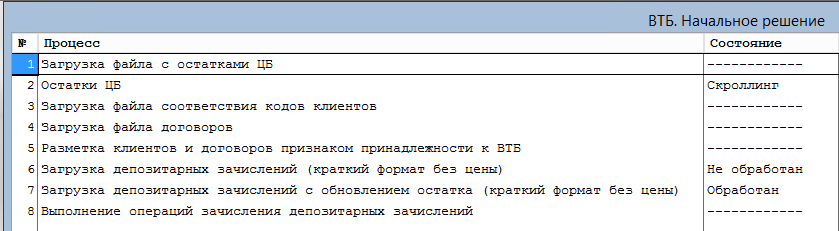 ВТБ. Начальное решение
№ Процесс Состояние
1 Загрузка файла с остатками ЦБ ------------
2 Остатки ЦБ Скроллинг
3 Загрузка файла соответствия кодов клиентов ------------
4 Загрузка файла договоров ------------
5 Разметка клиентов и договоров признаком принадлежности к ВТБ ------------
6 Загрузка депозитарных зачислений (краткий формат без цены) Не обработан
7 Загрузка депозитарных зачислений с обновлением остатка (краткий формат без цены) Обработан
8 Выполнение операций зачисления депозитарных зачислений ------------